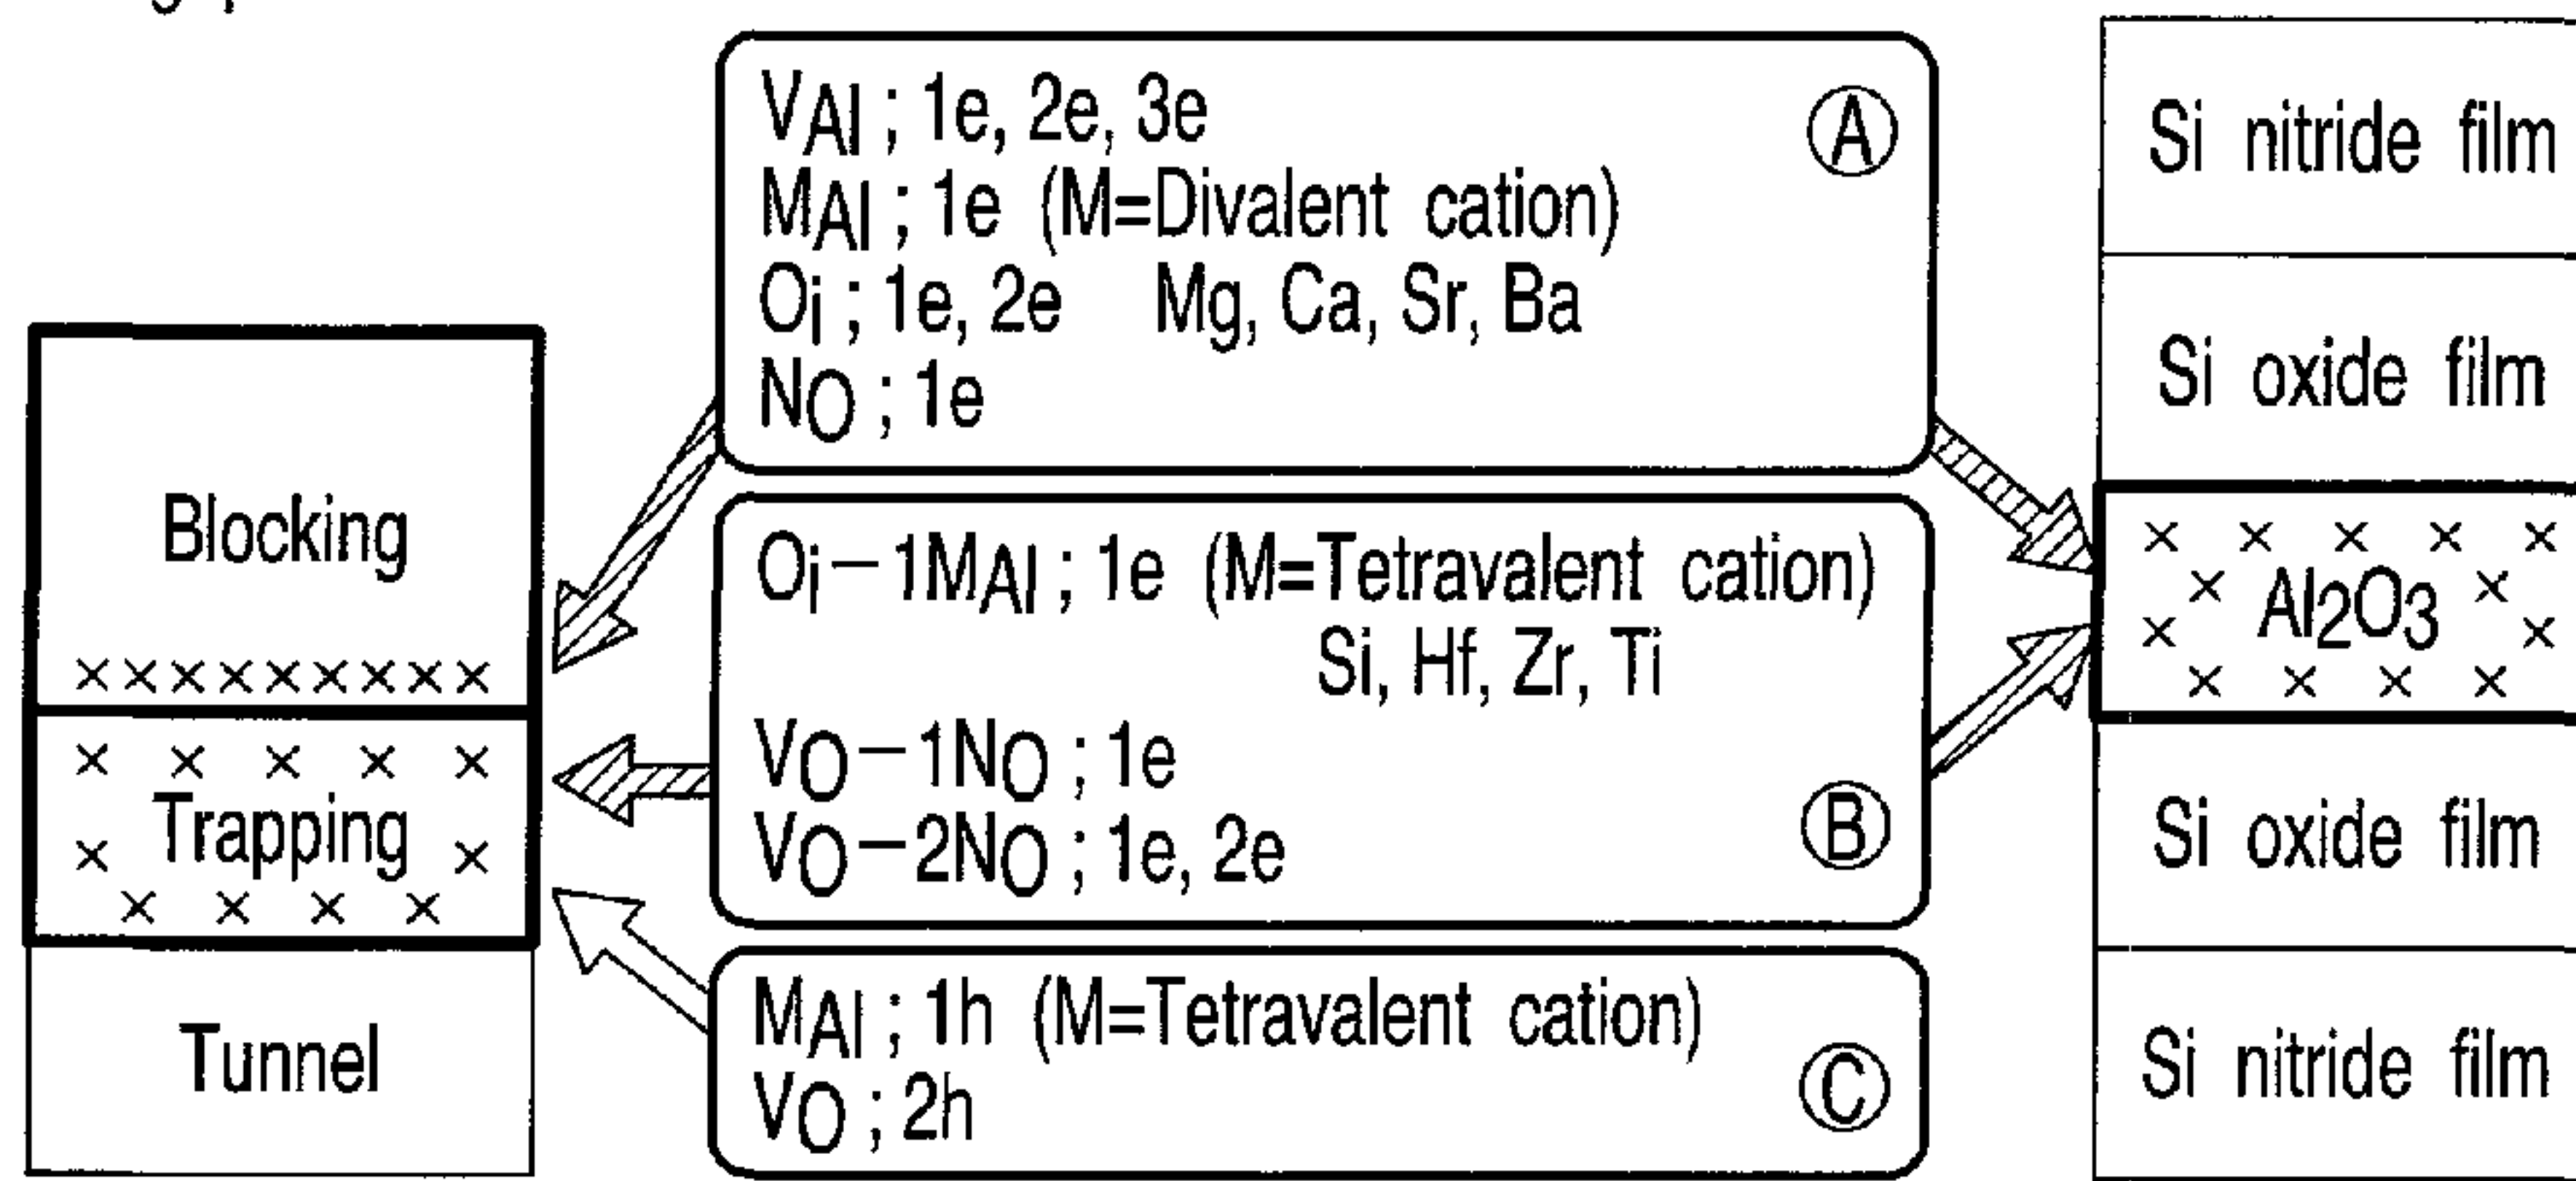 Blocking
Trapping
Tunnel
VAl ; 1e, 2e, 3e
MAl ; 1e (M=Divalent cation)
Oi ; 1e, 2e Mg, Ca, Sr, Ba
NO ; 1e
A
Oi−1MAl ; 1e (M=Tetravalent cation)
Si, Hf, Zr, Ti
VO−1NO ; 1e
VO−2NO ; 1e, 2e
B
MAl ; 1h (M=Tetravalent cation)
VO ; 2h
C
Si nitride film
Si oxide film
Al2O3
Si oxide film
Si nitride film